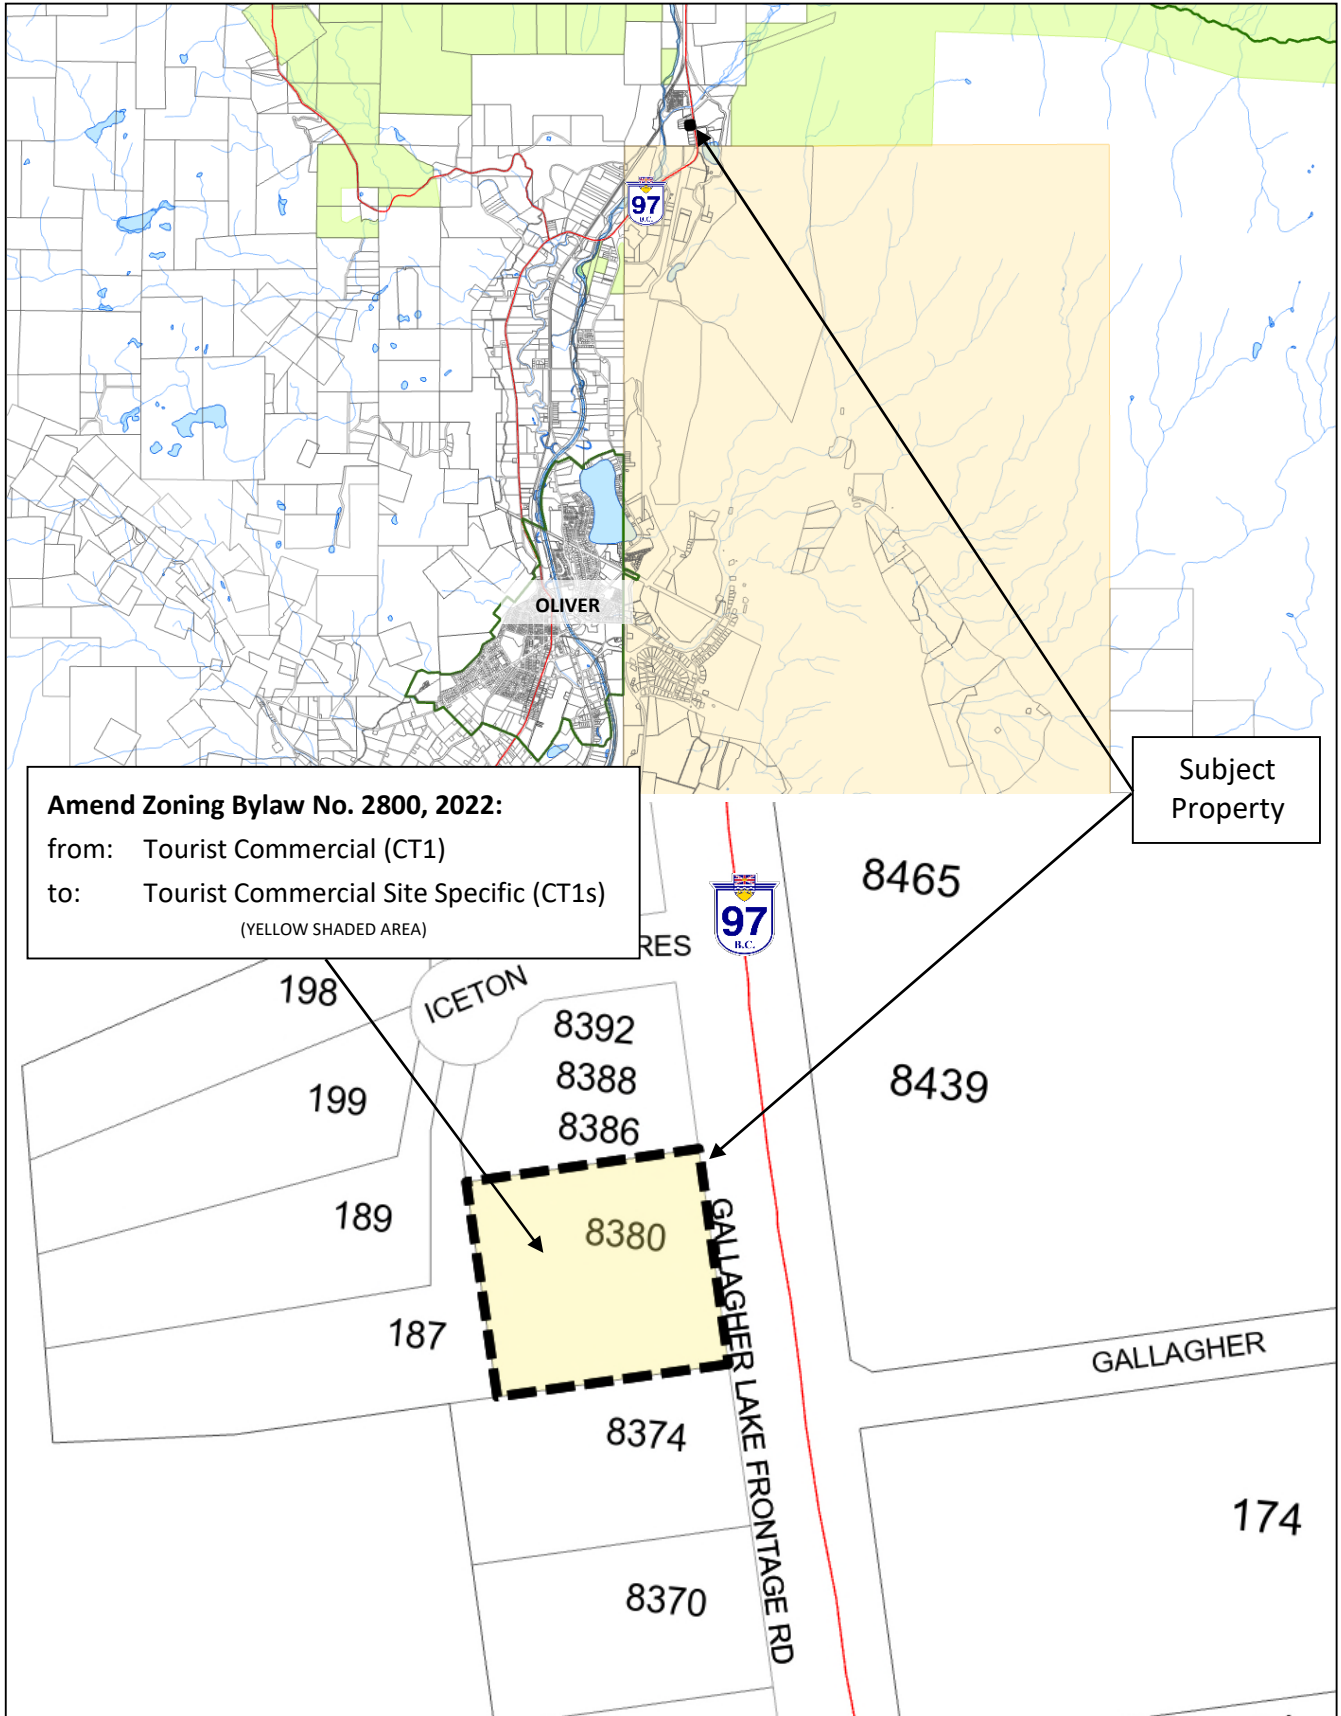 97
B.C.
OLIVER
Subject
Property
Amend Zoning Bylaw No. 2800, 2022:
from: Tourist Commercial (CT1)
to: Tourist Commercial Site Specific (CT1s)
(YELLOW SHADED AREA)
97
B.C.
8465
RES
ICETON
198
8392
8388
8386
199
8439
189
8380
187
GALLAGHER LAKE FRONTAGE RD
GALLAGHER
8374
174
8370